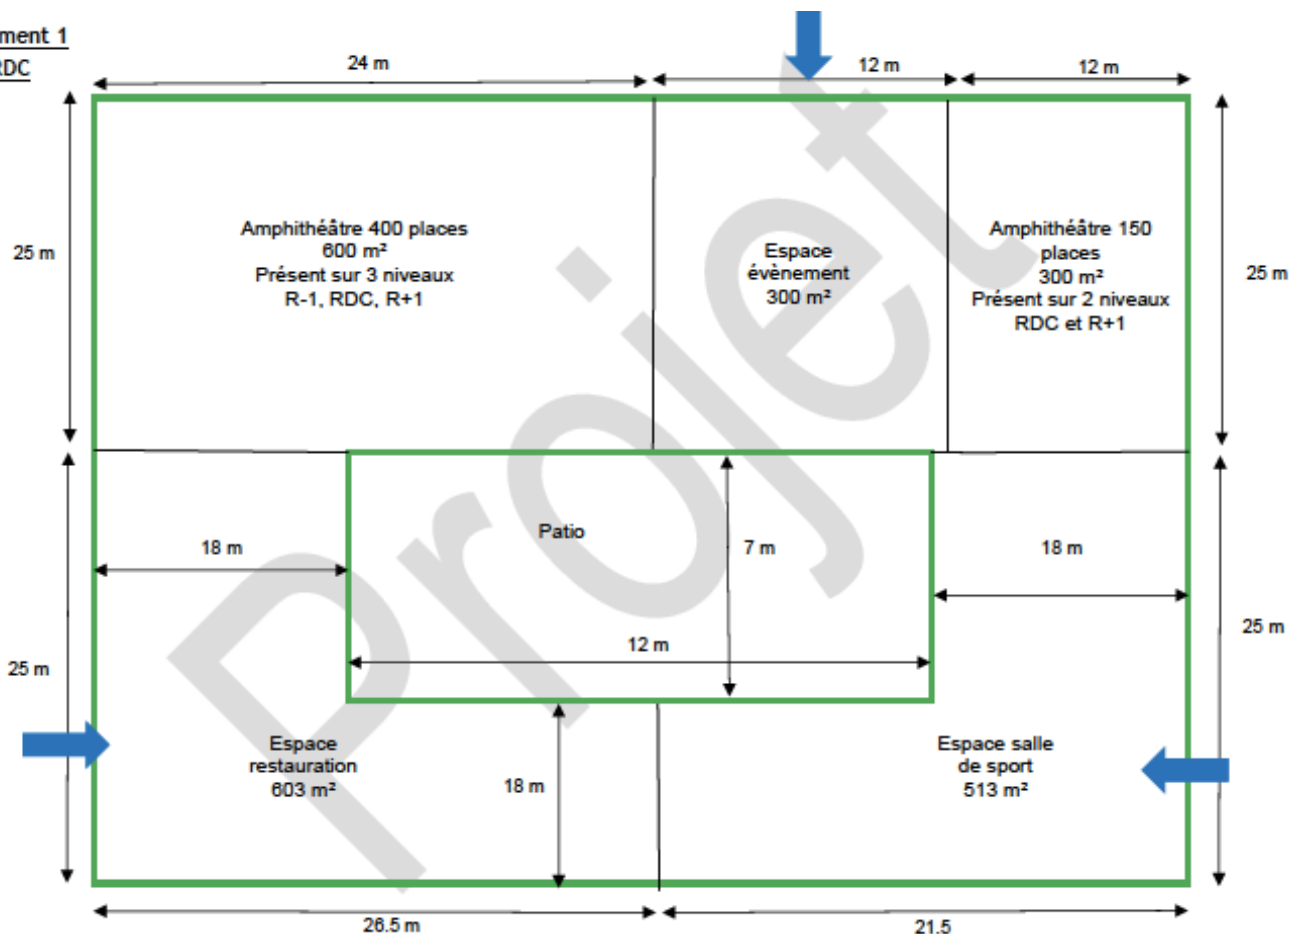 ment 1
RDC
24 m
12 m
12 m
25 m
Amphithéâtre 400 places
600 m²
Présent sur 3 niveaux
R-1, RDC, R+1
Espace
évènement
300 m²
Amphithéâtre 150
places
300 m²
Présent sur 2 niveaux
RDC et R+1
25 m
Patio
18 m
7 m
18 m
12 m
25 m
25 m
Espace
restauration
603 m²
18 m
Espace salle
de sport
513 m²
26.5 m
21.5
Projet